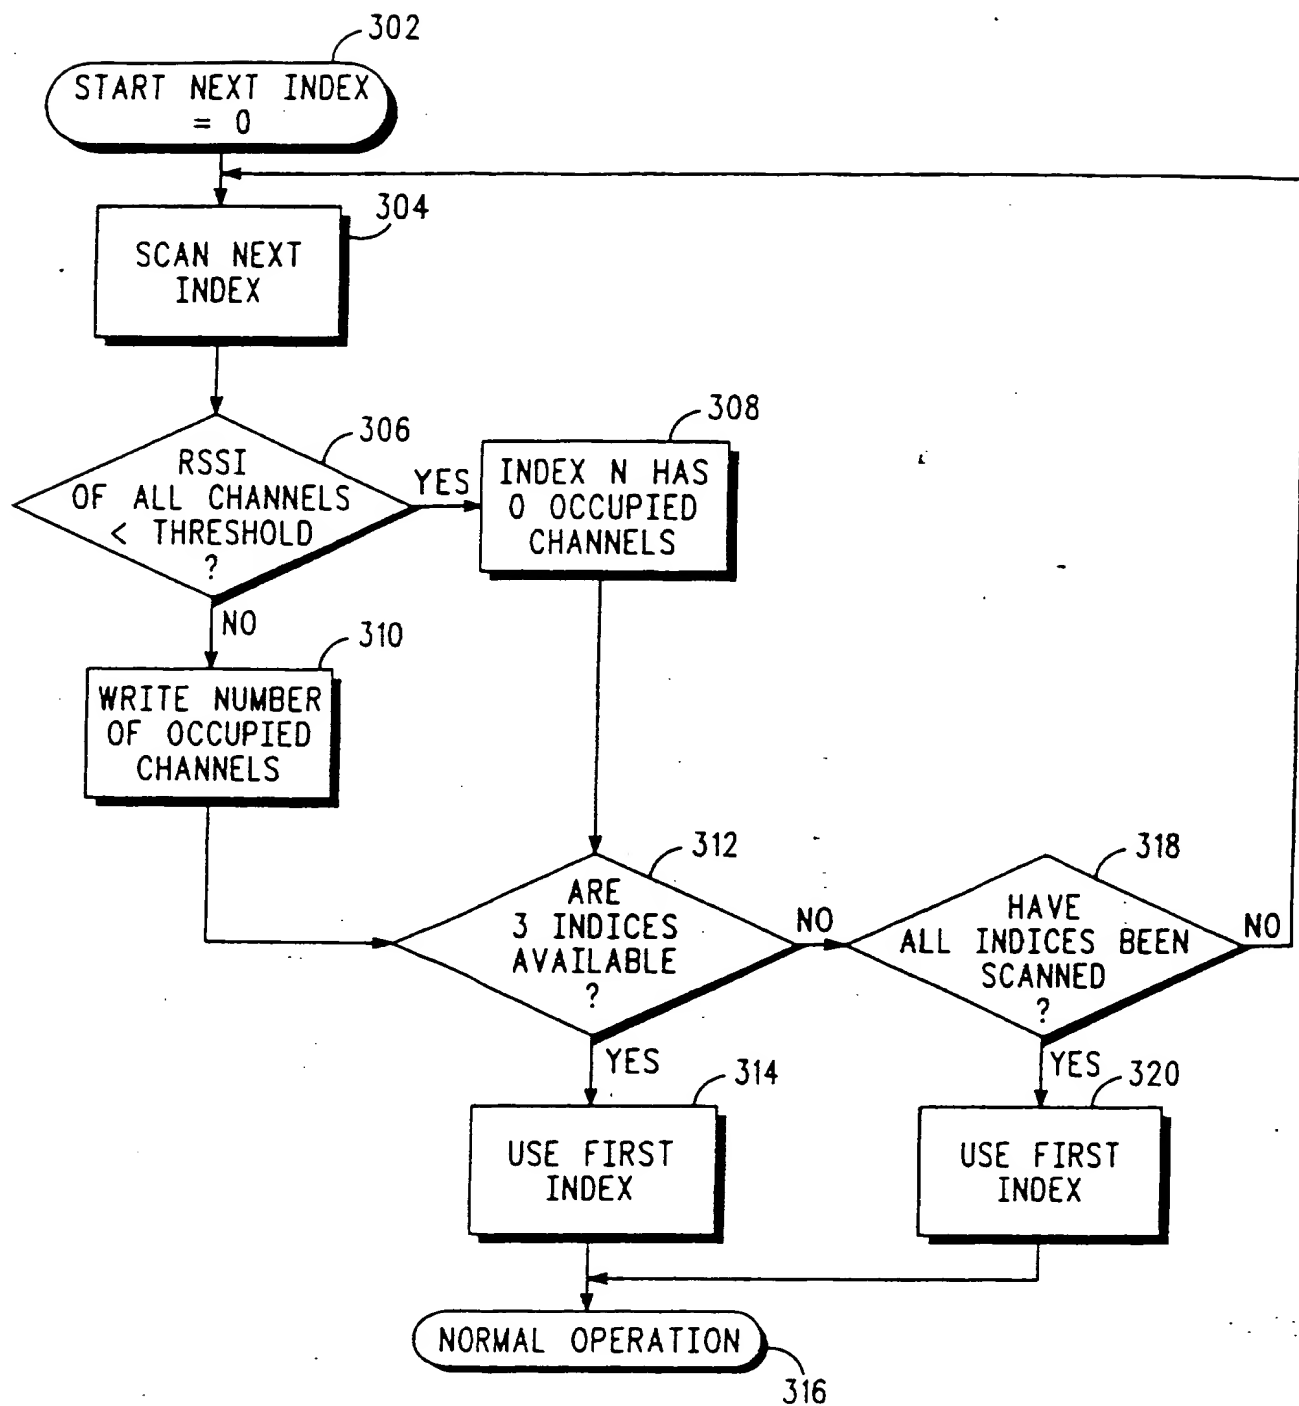 302
START NEXT INDEX
= 0
304
SCAN NEXT
INDEX
306
RSSI
OF ALL CHANNELS
< THRESHOLD
?
YES
308
INDEX N HAS
0 OCCUPIED
CHANNELS
NO
310
WRITE NUMBER
OF OCCUPIED
CHANNELS
312
ARE
3 INDICES
AVAILABLE
?
NO
318
HAVE
ALL INDICES BEEN
SCANNED
?
NO
YES
314
USE FIRST
INDEX
YES
320
USE FIRST
INDEX
NORMAL OPERATION
316